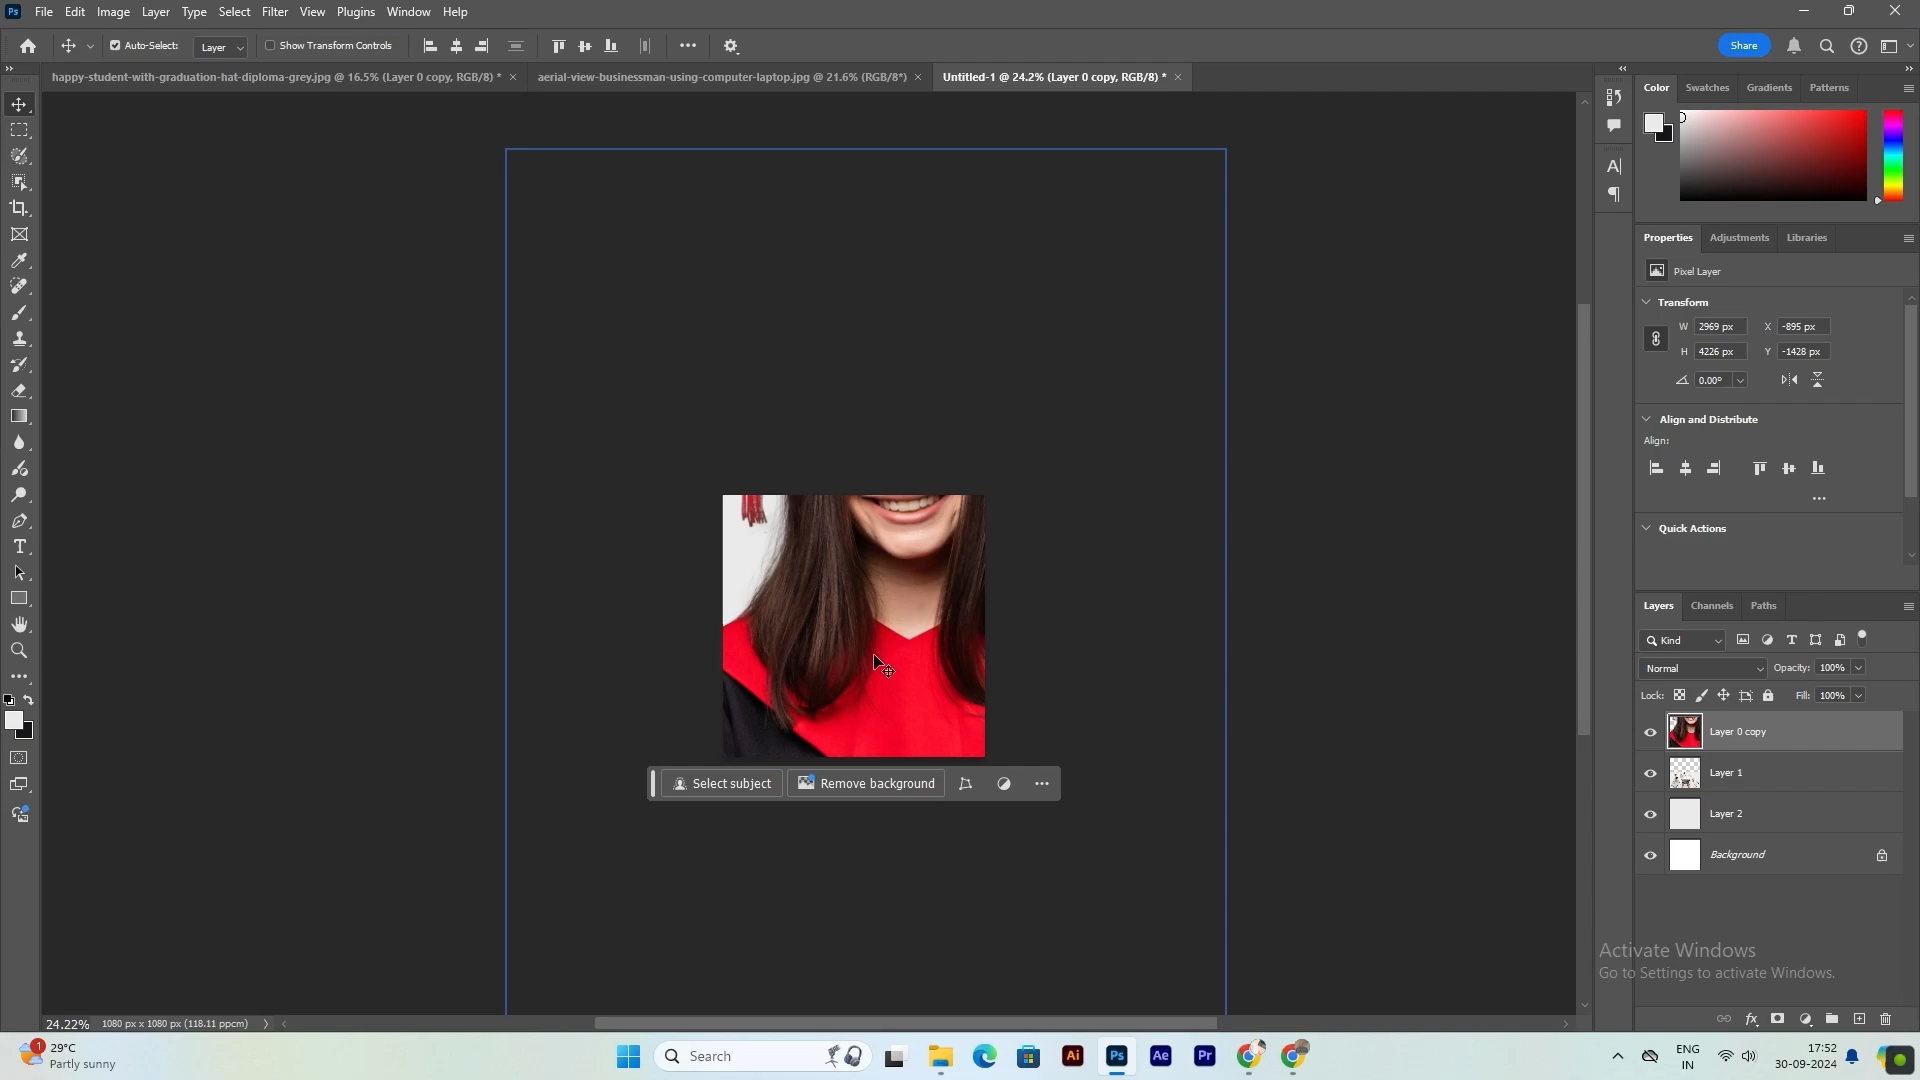 Ps File Edit Image Layer Type Select Filter View Plugins Window Help
Auto-Select: Layer Show Transform Controls Share
happy-student-with-graduation-hat-diploma-grey.jpg @ 16.5% (Layer 0 copy, RGB/8) * aerial-view-businessman-using-computer-laptop.jpg @ 21.6% (RGB/8*) Untitled-1 @ 24.2% (Layer 0 copy, RGB/8) *
Color Swatches Gradients Patterns
Properties Adjustments Libraries
Pixel Layer
Transform
W 2969 px X -895 px
H 4226 px Y -1428 px
0.00°
Align and Distribute
Align:
Quick Actions
Layers Channels Paths
Kind
Normal Opacity: 100%
Lock: Fill: 100%
Layer 0 copy
Layer 1
Layer 2
Background
Select subject Remove background
Activate Windows
Go to Settings to activate Windows.
24.22% 1080 px x 1080 px (118.11 ppcm)
1 29°C
Partly sunny
Search
Ai Ps Ae Pr
ENG
IN
17:52
30-09-2024